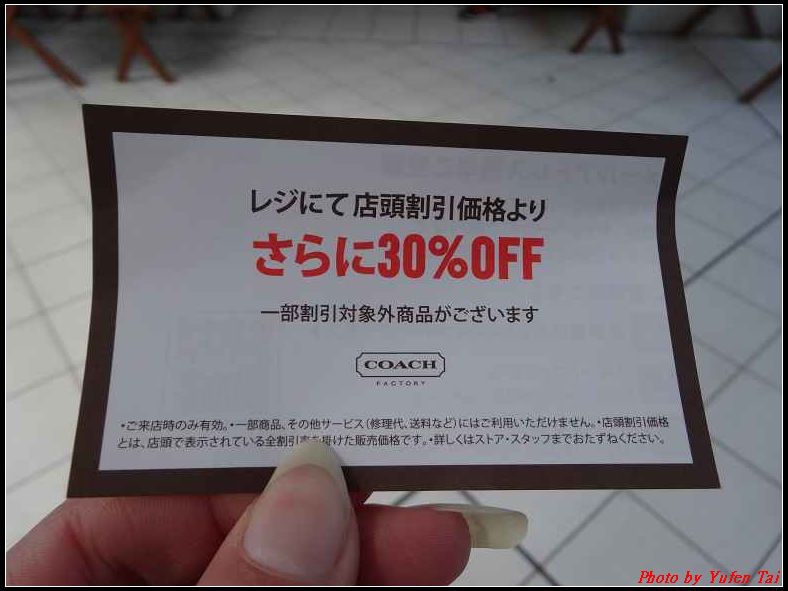 レジにて 店頭割引価格より
さらに30%OFF
一部割引対象外商品がございます
COACH
FACTORY
•ご来店時のみ有効。•一部商品、その他サービス(修理代、送料など)にはご利用いただけません。•店頭割引価格
とは、店頭で表示されている全割引率を掛けた販売価格です。•詳しくはストア・スタッフまでおたずねください。
Photo by Yufen Tai